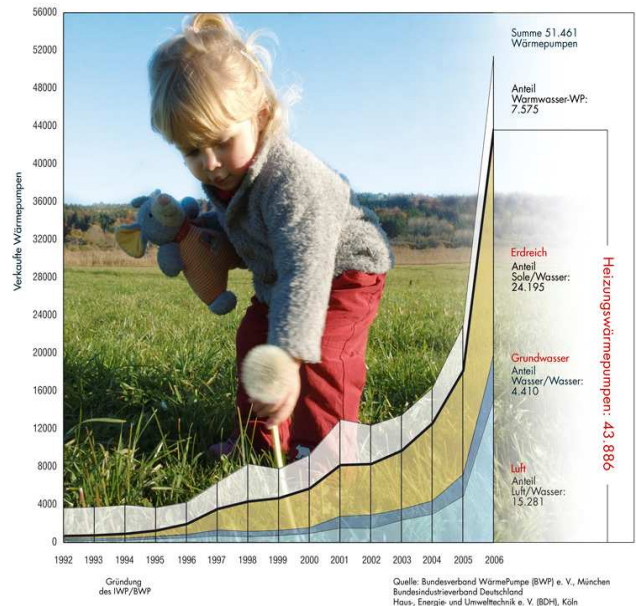 56000
52000
48000
44000
40000
36000
32000
28000
24000
20000
16000
12000
8000
4000
0
Verkaufte Wärmepumpen
Summe 51.461
Wärmepumpen
Anteil
Warmwasser-WP:
7.575
Erdreich
Anteil
Sole/Wasser:
24.195
Grundwasser
Anteil
Wasser/Wasser:
4.410
Luft
Anteil
Luft/Wasser:
15.281
Heizungswärmepumpen: 43.886
1992 1993 1994 1995 1996 1997 1998 1999 2000 2001 2002 2003 2004 2005 2006
Gründung
des IWP/BWP
Quelle: Bundesverband WärmePumpe (BWP) e. V., München
Bundesindustrieverband Deutschland
Haus-, Energie- und Umwelttechnik e. V. (BDH), Köln